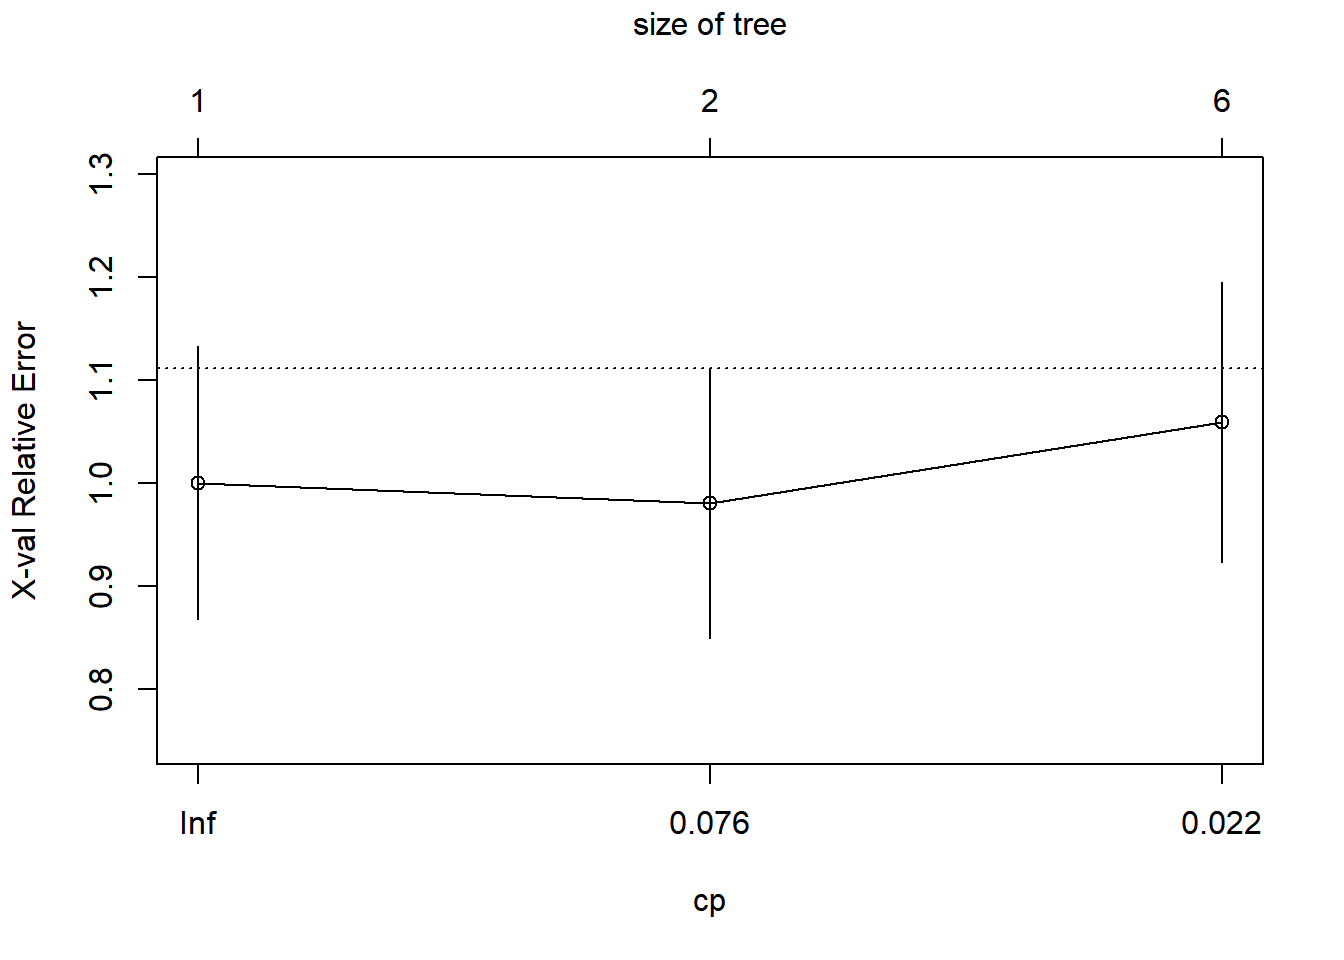 size of tree
1 2 6
1.3
1.2
1.1
1.0
0.9
0.8
X-val Relative Error
Inf 0.076 0.022
cp